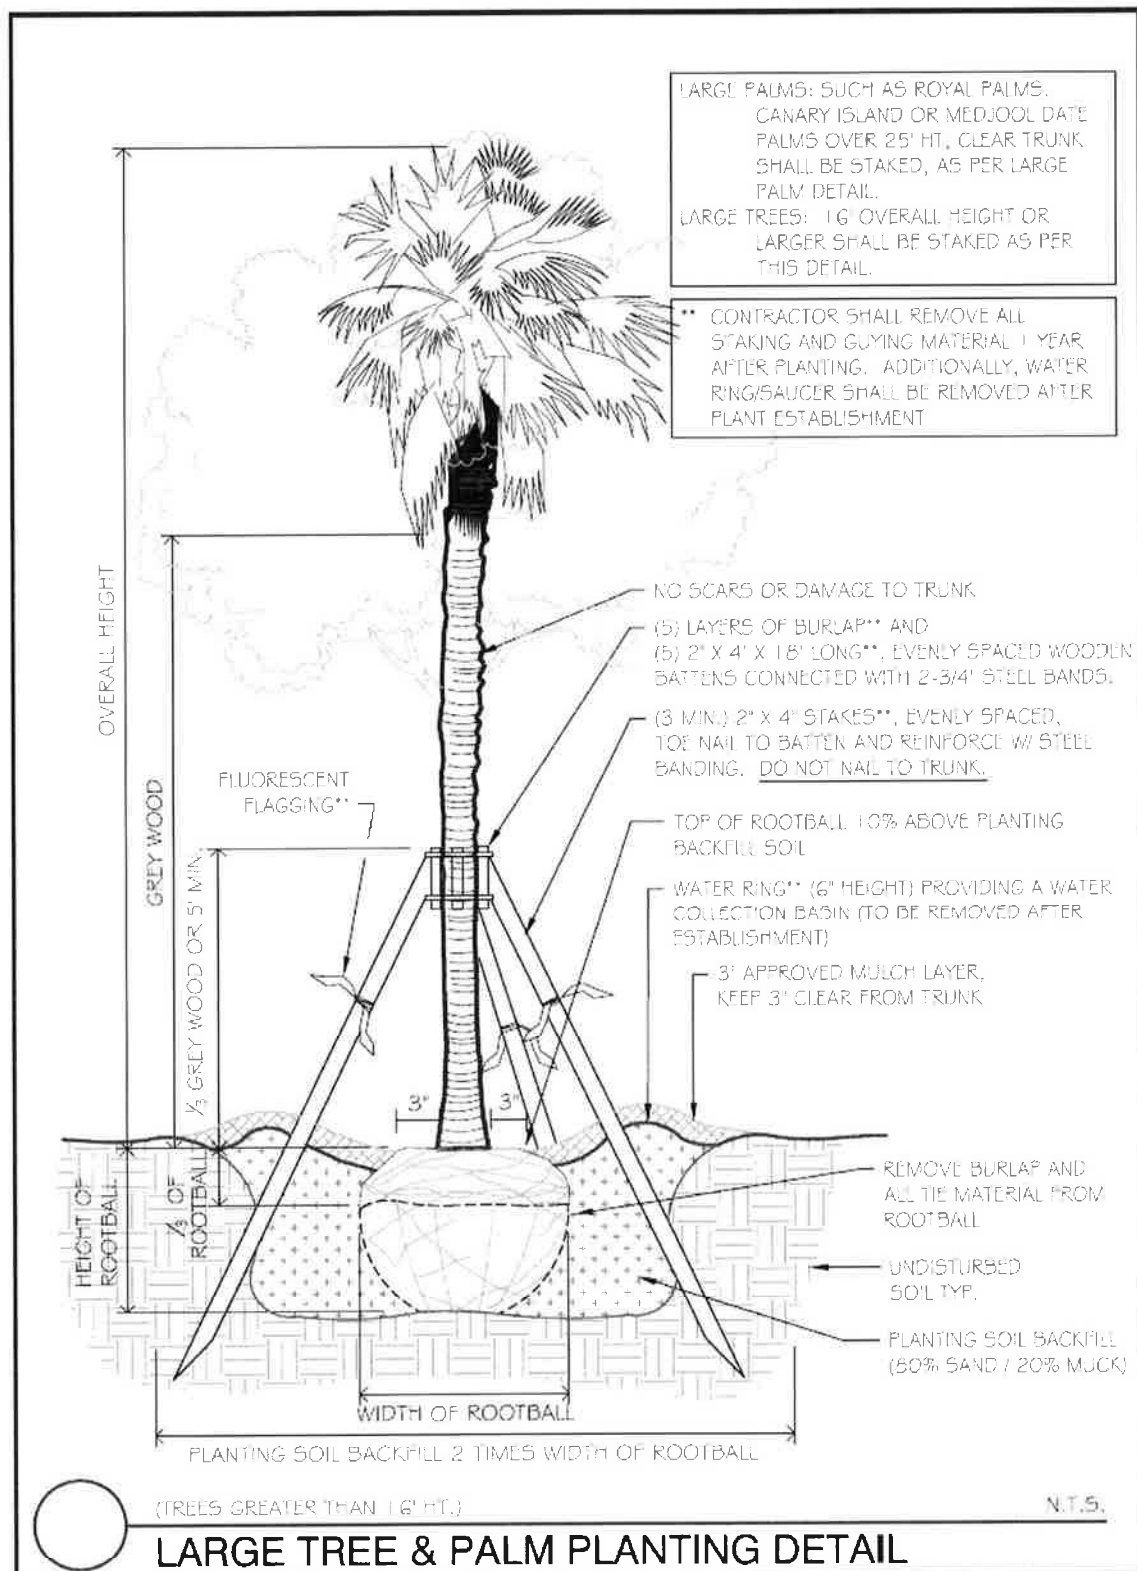 LARGE PALMS: SUCH AS ROYAL PALMS,
CANARY ISLAND OR MEDJOOL DATE
PALMS OVER 25' HT., CLEAR TRUNK
SHALL BE STAKED, AS PER LARGE
PALM DETAIL.
LARGE TREES: 16' OVERALL HEIGHT OR
LARGER SHALL BE STAKED AS PER
THIS DETAIL.
** CONTRACTOR SHALL REMOVE ALL
STAKING AND GUYING MATERIAL 1 YEAR
AFTER PLANTING. ADDITIONALLY, WATER
RING/SAUCER SHALL BE REMOVED AFTER
PLANT ESTABLISHMENT
OVERALL HEIGHT
GREY WOOD
⅓ GREY WOOD OR 5' MIN.
FLUORESCENT
FLAGGING**
NO SCARS OR DAMAGE TO TRUNK
(5) LAYERS OF BURLAP** AND
(5) 2" X 4" X 18" LONG**, EVENLY SPACED WOODEN
BATTENS CONNECTED WITH 2-3/4" STEEL BANDS.
(3 MIN.) 2" X 4" STAKES**, EVENLY SPACED,
TOE NAIL TO BATTEN AND REINFORCE W/ STEEL
BANDING. DO NOT NAIL TO TRUNK.
TOP OF ROOTBALL 10% ABOVE PLANTING
BACKFILL SOIL
WATER RING** (6" HEIGHT) PROVIDING A WATER
COLLECTION BASIN (TO BE REMOVED AFTER
ESTABLISHMENT)
3" APPROVED MULCH LAYER,
KEEP 3" CLEAR FROM TRUNK
3"
3"
HEIGHT OF
ROOTBALL
⅓ OF
ROOTBALL
REMOVE BURLAP AND
ALL TIE MATERIAL FROM
ROOTBALL
UNDISTURBED
SOIL TYP.
PLANTING SOIL BACKFILL
(80% SAND / 20% MUCK)
WIDTH OF ROOTBALL
PLANTING SOIL BACKFILL 2 TIMES WIDTH OF ROOTBALL
(TREES GREATER THAN 16' HT.)
N.T.S.
LARGE TREE & PALM PLANTING DETAIL